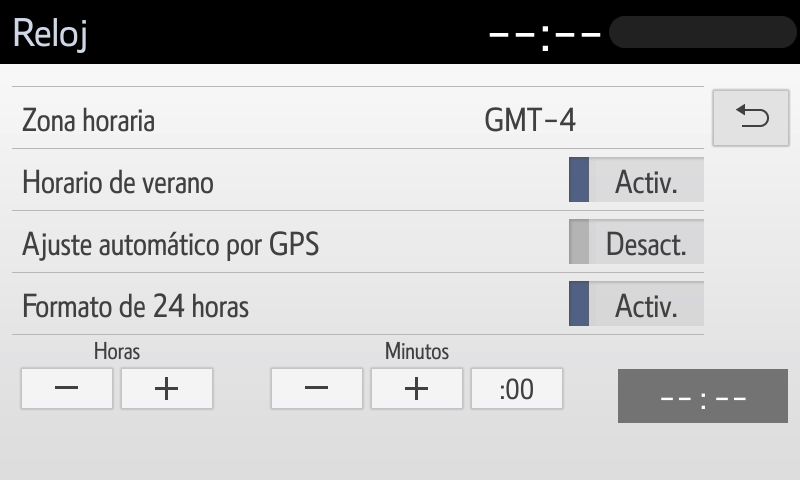 Reloj --:--
Zona horaria GMT-4
Horario de verano Activ.
Ajuste automático por GPS Desact.
Formato de 24 horas Activ.
Horas Minutos
− + − + :00 --:--